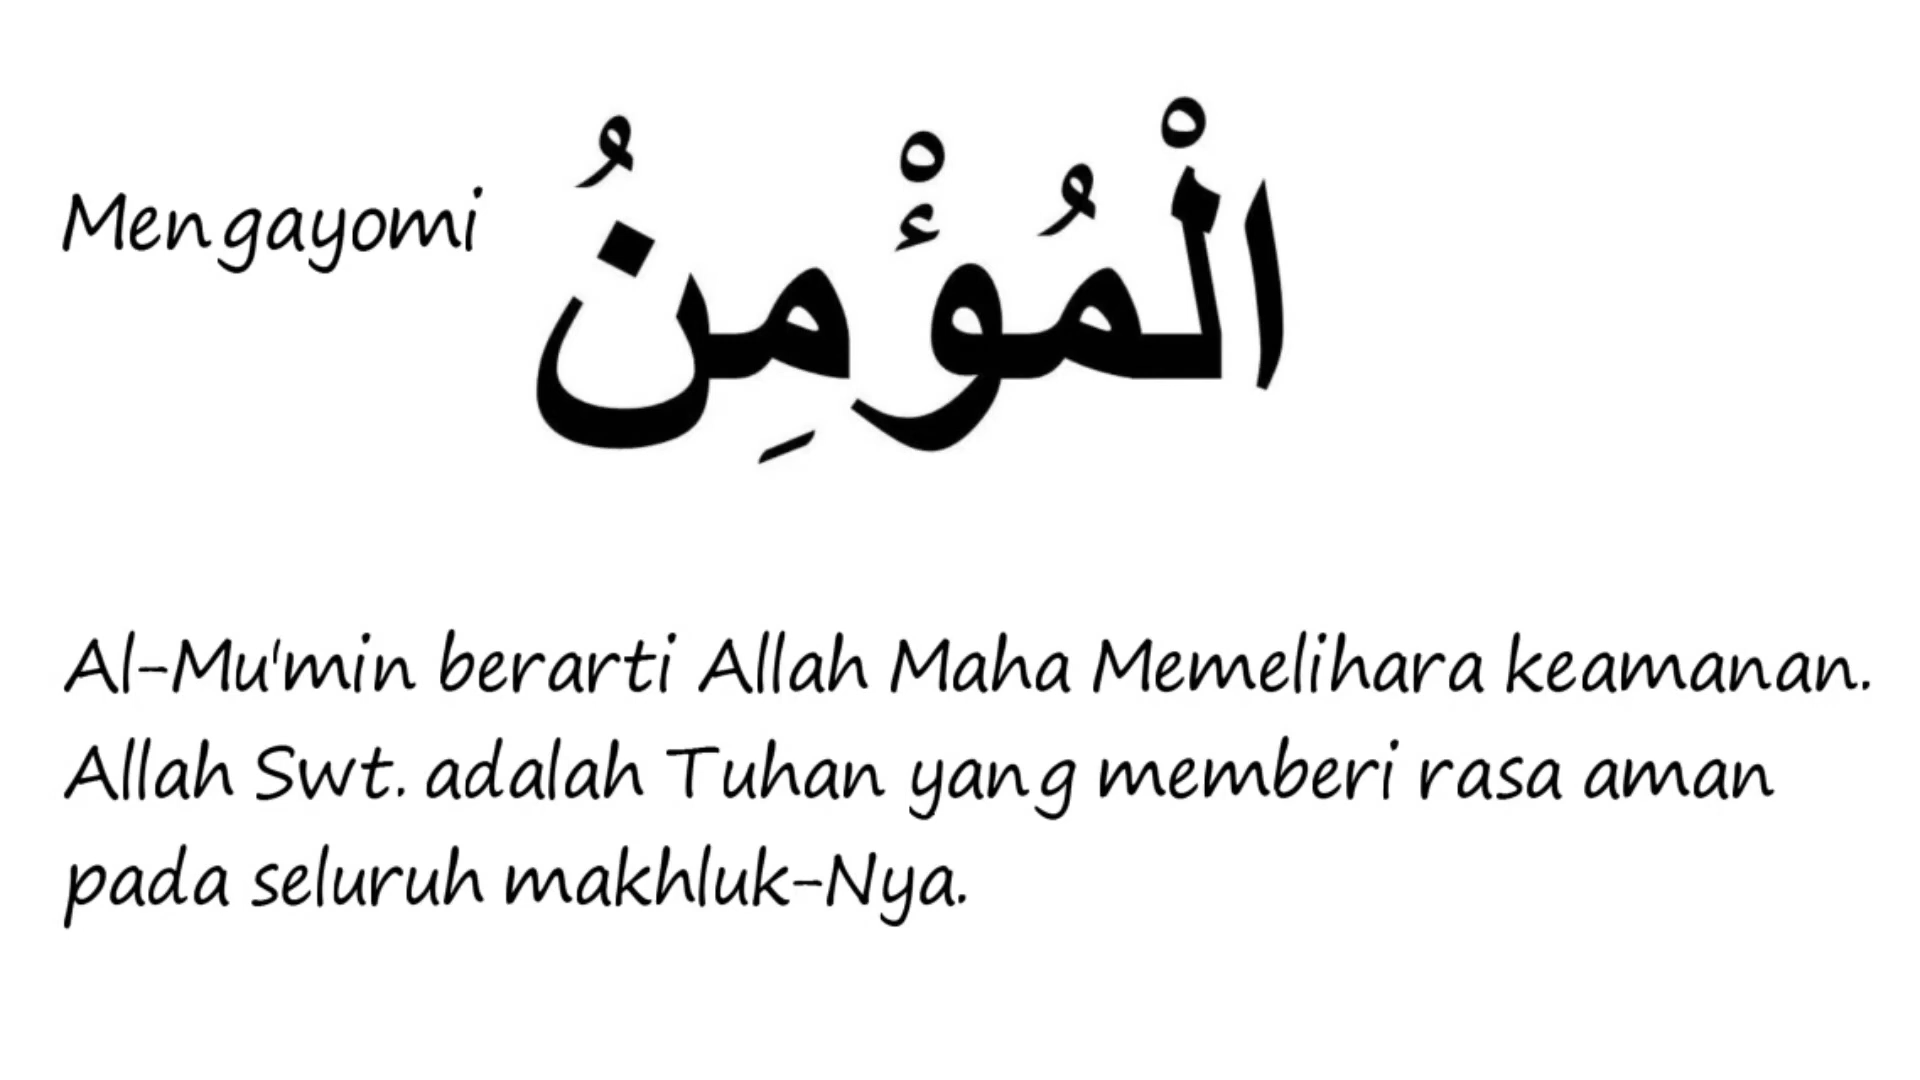 Mengayomi
الْمُؤْمِنُ
Al-Mu'min berarti Allah Maha Memelihara keamanan.
Allah Swt. adalah Tuhan yang memberi rasa aman
pada seluruh makhluk-Nya.